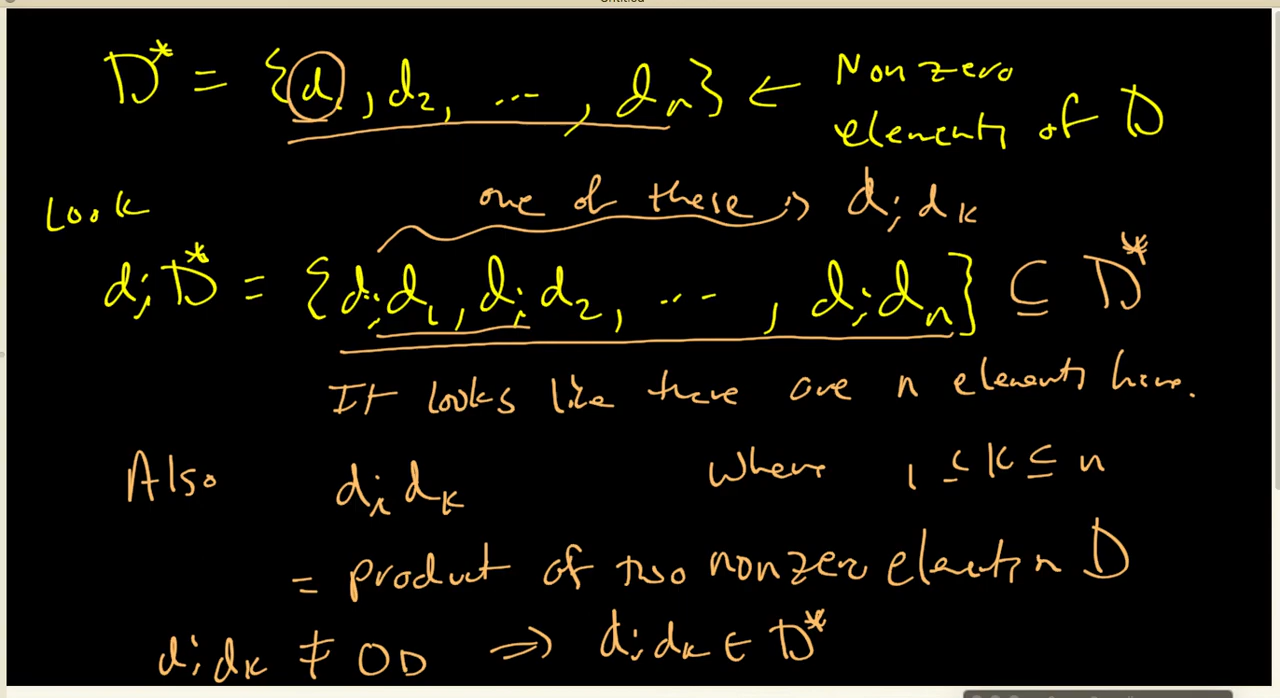 Untitled
D* = {d₁, d₂, ..., dₙ} ← Nonzero
elements of D
Look
one of these is dᵢdₖ
dᵢD* = {dᵢd₁, dᵢd₂, ..., dᵢdₙ} ⊆ D*
It looks like there are n elements here.
Also dᵢdₖ where 1 ≤ k ≤ n
= product of two nonzero elements in D
dᵢdₖ ≠ 0D ⇒ dᵢdₖ ∈ D*